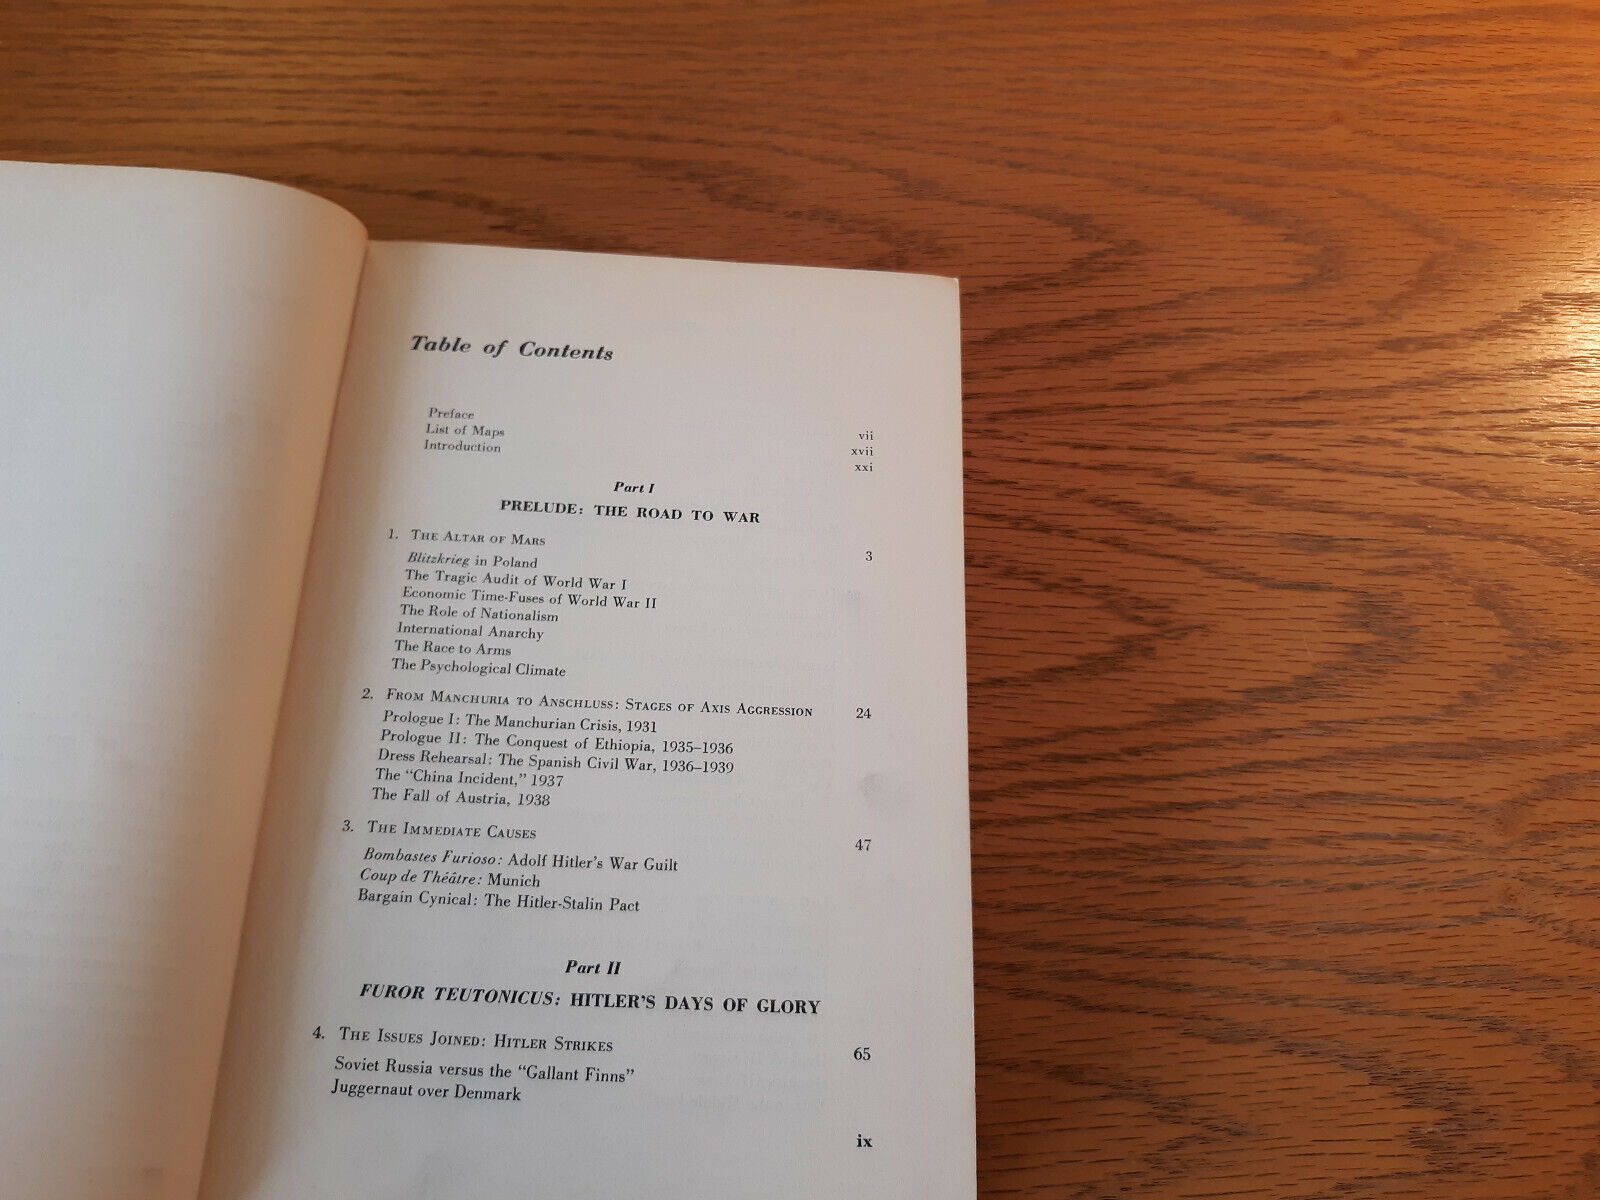 Table of Contents
Preface vii
List of Maps xvii
Introduction xxi
Part I
PRELUDE: THE ROAD TO WAR
1. THE ALTAR OF MARS 3
Blitzkrieg in Poland
The Tragic Audit of World War I
Economic Time-Fuses of World War II
The Role of Nationalism
International Anarchy
The Race to Arms
The Psychological Climate
2. FROM MANCHURIA TO ANSCHLUSS: STAGES OF AXIS AGGRESSION 24
Prologue I: The Manchurian Crisis, 1931
Prologue II: The Conquest of Ethiopia, 1935–1936
Dress Rehearsal: The Spanish Civil War, 1936–1939
The "China Incident," 1937
The Fall of Austria, 1938
3. THE IMMEDIATE CAUSES 47
Bombastes Furioso: Adolf Hitler's War Guilt
Coup de Théâtre: Munich
Bargain Cynical: The Hitler-Stalin Pact
Part II
FUROR TEUTONICUS: HITLER'S DAYS OF GLORY
4. THE ISSUES JOINED: HITLER STRIKES 65
Soviet Russia versus the "Gallant Finns"
Juggernaut over Denmark
ix